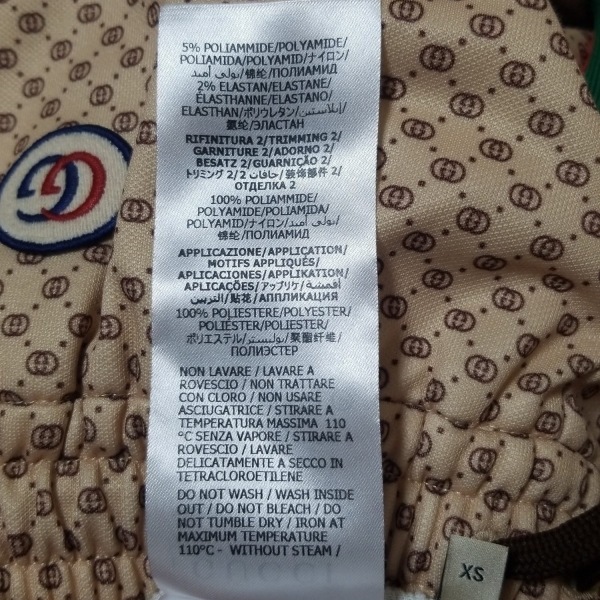 5% POLIAMMIDE/POLYAMIDE/
POLIAMIDA/POLYAMID/ナイロン/
بولي أميد/锦纶/ПОЛИАМИД
2% ELASTAN/ELASTANE/
ÉLASTHANNE/ELASTANO/
ELASTHAN/ポリウレタン/إيلاستين/
氨纶/ЭЛАСТАН
RIFINITURA 2/TRIMMING 2/
GARNITURE 2/ADORNO 2/
BESATZ 2/GUARNIÇÃO 2/
トリミング 2/حافات 2/装饰部件 2/
ОТДЕЛКА 2
100% POLIAMMIDE/
POLYAMIDE/POLIAMIDA/
POLYAMID/ナイロン/بولي أميد/
锦纶/ПОЛИАМИД
APPLICAZIONE/APPLICATION/
MOTIFS APPLIQUÉS/
APLICACIONES/APPLIKATION/
APLICAÇÕES/アップリケ/أقمشة
التزيين/贴花/АППЛИКАЦИЯ
100% POLIESTERE/POLYESTER/
POLIÉSTER/POLYESTER/
ポリエステル/بوليستر/聚酯纤维/
ПОЛИЭСТЕР
NON LAVARE / LAVARE A
ROVESCIO / NON TRATTARE
CON CLORO / NON USARE
ASCIUGATRICE / STIRARE A
TEMPERATURA MASSIMA 110
°C SENZA VAPORE / STIRARE A
ROVESCIO / LAVARE
DELICATAMENTE A SECCO IN
TETRACLOROETILENE
DO NOT WASH / WASH INSIDE
OUT / DO NOT BLEACH / DO
NOT TUMBLE DRY / IRON AT
MAXIMUM TEMPERATURE
110°C - WITHOUT STEAM /
XS